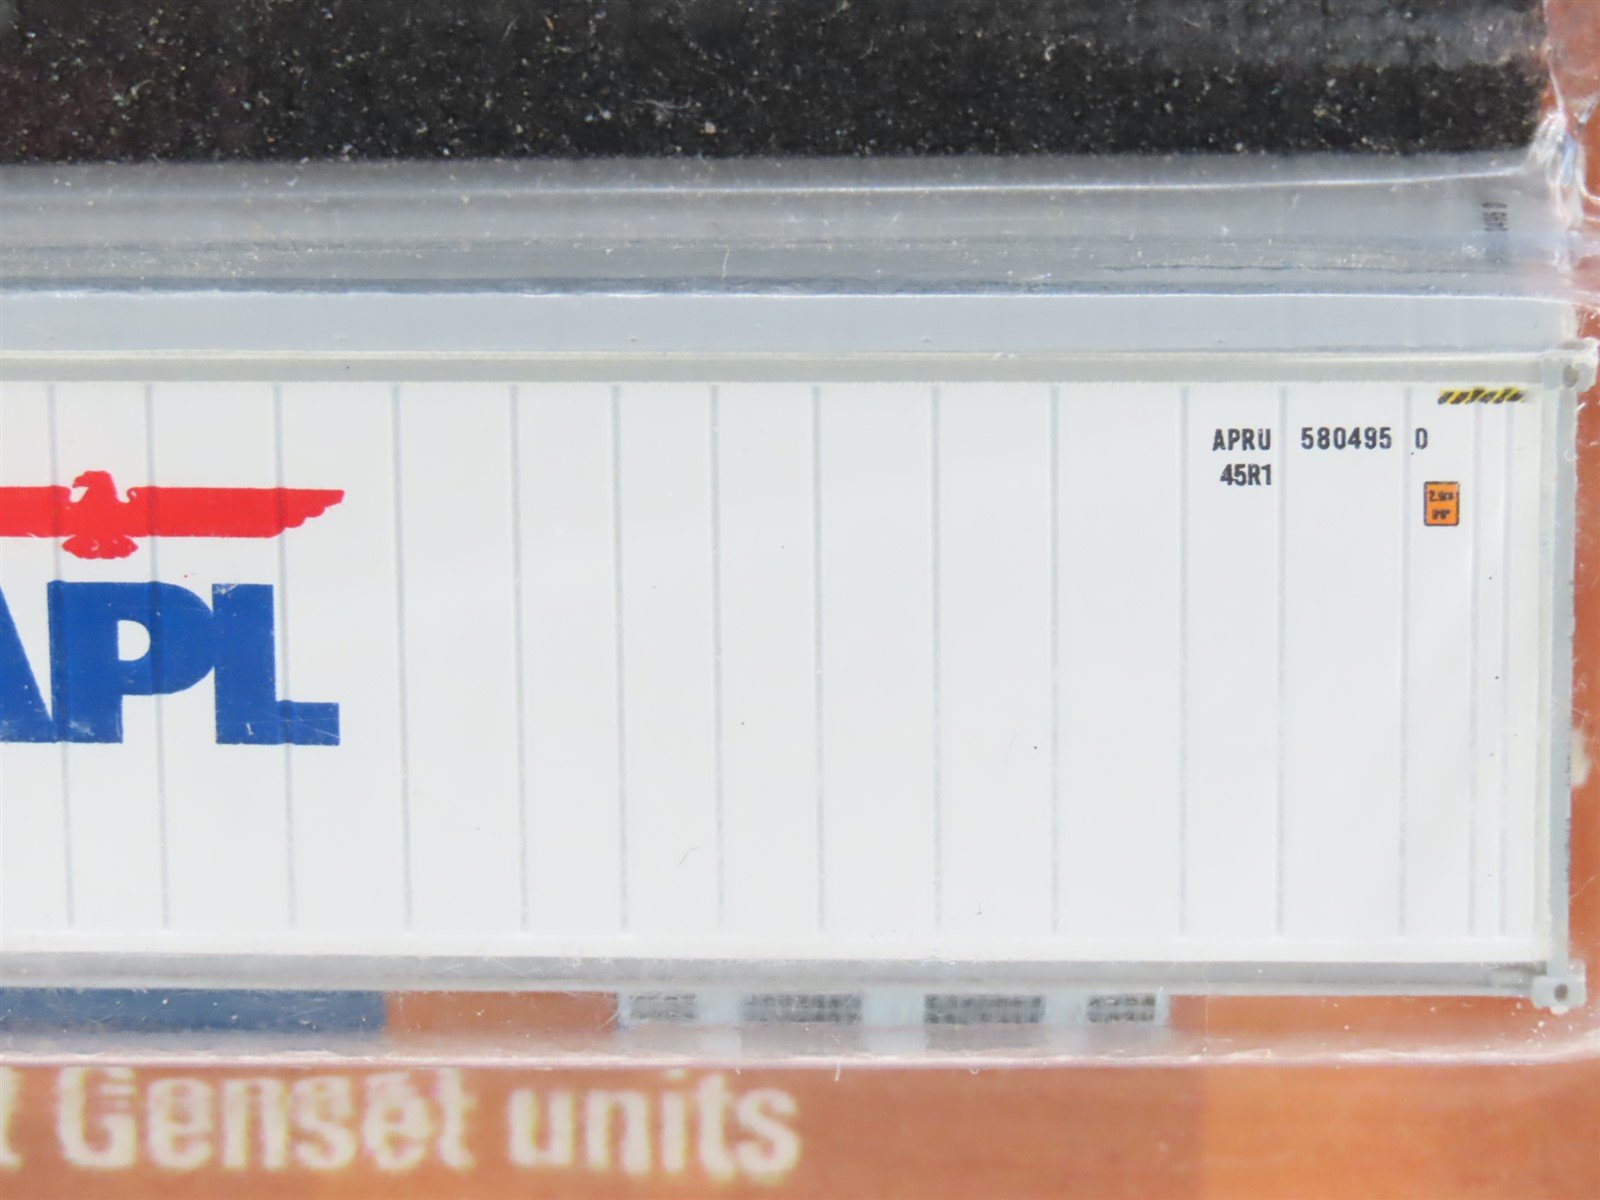 APRU 580495 0
45R1
APL
Genset units